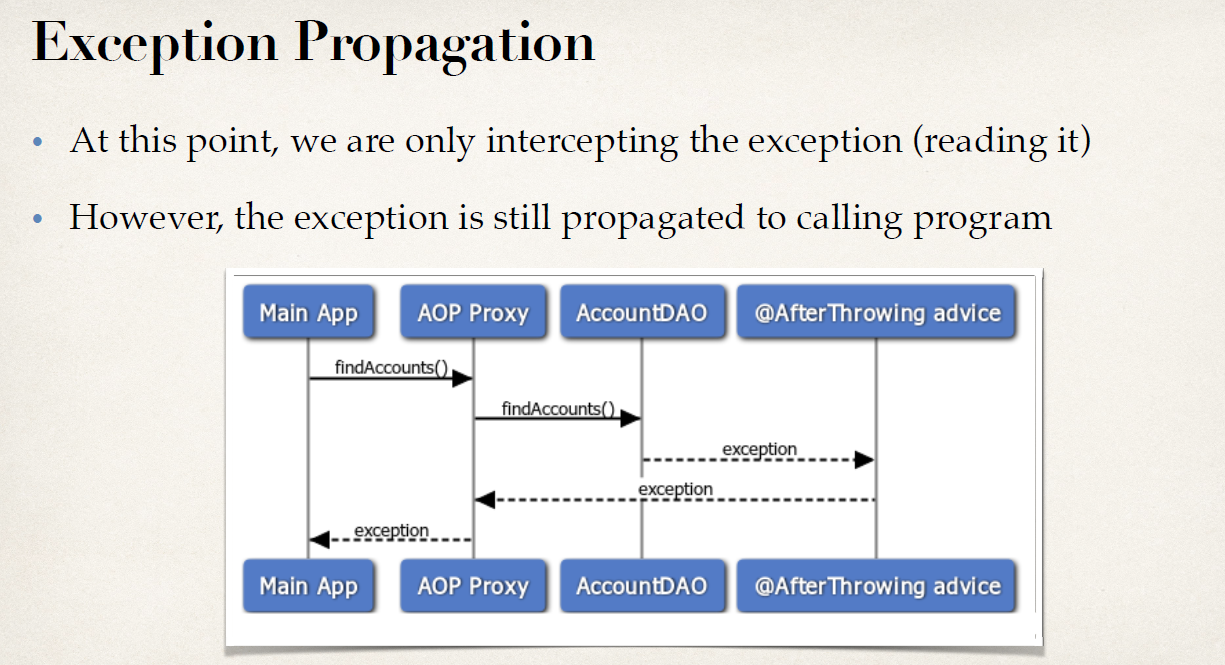 Exception Propagation
• At this point, we are only intercepting the exception (reading it)
• However, the exception is still propagated to calling program
Main App
AOP Proxy
AccountDAO
@AfterThrowing advice
findAccounts()
findAccounts()
exception
exception
exception
Main App
AOP Proxy
AccountDAO
@AfterThrowing advice